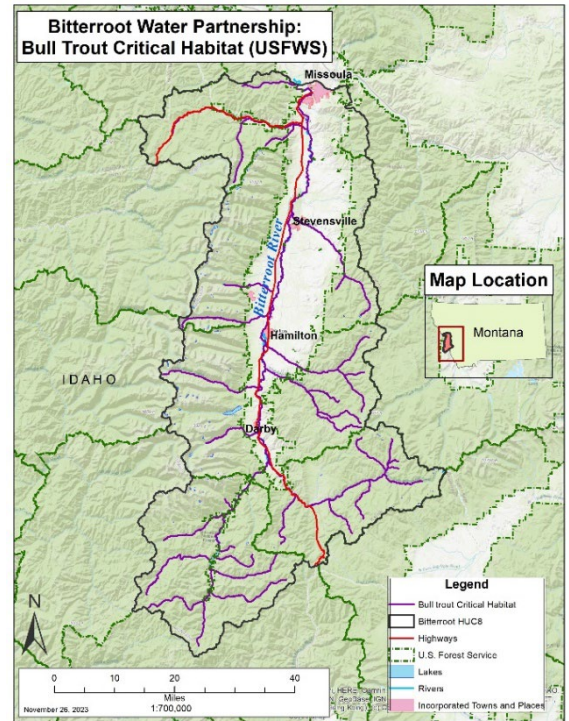 Bitterroot Water Partnership:
Bull Trout Critical Habitat (USFWS)
Missoula
Stevensville
Bitterroot River
Map Location
Montana
Hamilton
IDAHO
Darby
N
Legend
Bull trout Critical Habitat
Bitterroot HUC8
Highways
U.S. Forest Service
Lakes
Rivers
Incorporated Towns and Places
0 10 20 40
Miles
November 26, 2023
1:700,000